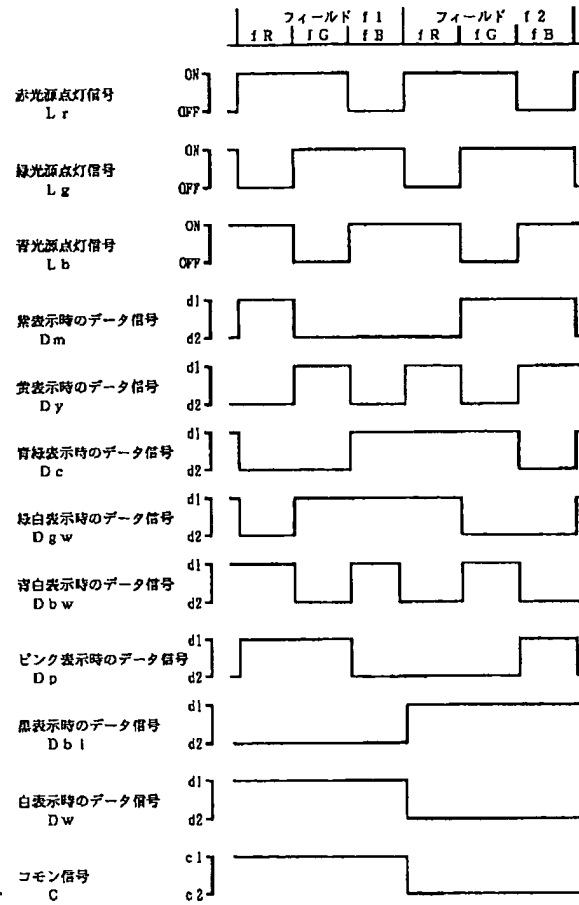 フィールド f1 フィールド f2
fR fG fB fR fG fB
赤光源点灯信号
Lr
ON
OFF
緑光源点灯信号
Lg
ON
OFF
青光源点灯信号
Lb
ON
OFF
紫表示時のデータ信号
Dm
d1
d2
黄表示時のデータ信号
Dy
d1
d2
青緑表示時のデータ信号
Dc
d1
d2
緑白表示時のデータ信号
Dgw
d1
d2
青白表示時のデータ信号
Dbw
d1
d2
ピンク表示時のデータ信号
Dp
d1
d2
黒表示時のデータ信号
Dbl
d1
d2
白表示時のデータ信号
Dw
d1
d2
コモン信号
C
c1
c2